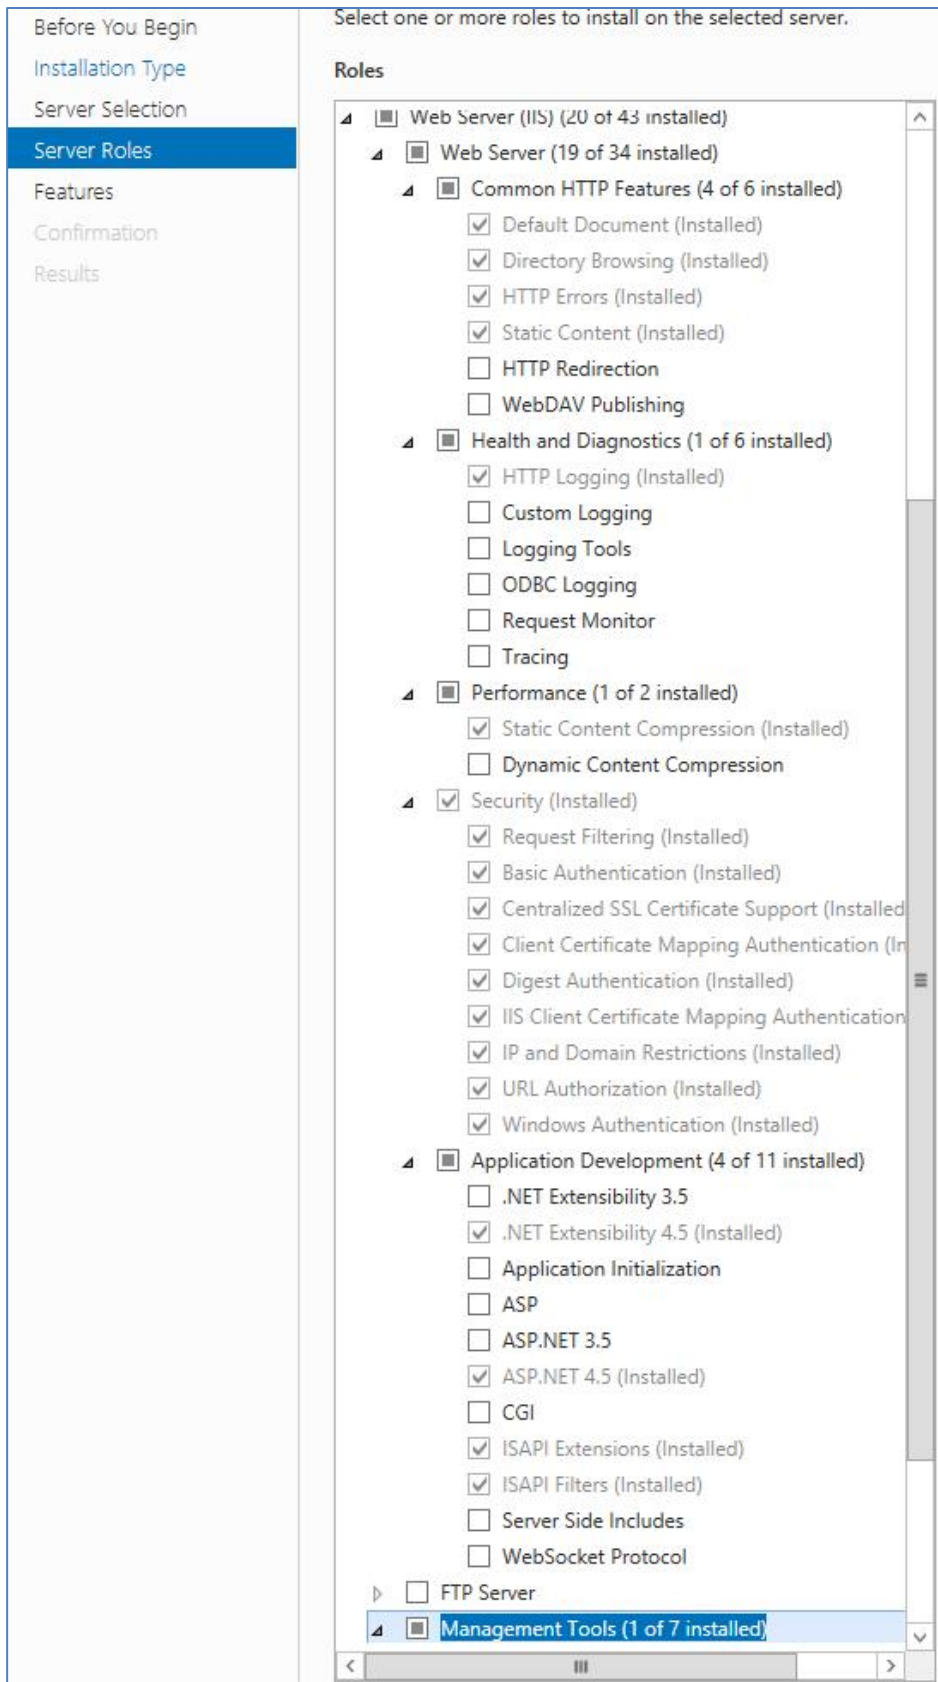 Before You Begin
Installation Type
Server Selection
Server Roles
Features
Confirmation
Results
Select one or more roles to install on the selected server.
Roles
Web Server (IIS) (20 of 43 installed)
Web Server (19 of 34 installed)
Common HTTP Features (4 of 6 installed)
Default Document (Installed)
Directory Browsing (Installed)
HTTP Errors (Installed)
Static Content (Installed)
HTTP Redirection
WebDAV Publishing
Health and Diagnostics (1 of 6 installed)
HTTP Logging (Installed)
Custom Logging
Logging Tools
ODBC Logging
Request Monitor
Tracing
Performance (1 of 2 installed)
Static Content Compression (Installed)
Dynamic Content Compression
Security (Installed)
Request Filtering (Installed)
Basic Authentication (Installed)
Centralized SSL Certificate Support (Installed
Client Certificate Mapping Authentication (In
Digest Authentication (Installed)
IIS Client Certificate Mapping Authentication
IP and Domain Restrictions (Installed)
URL Authorization (Installed)
Windows Authentication (Installed)
Application Development (4 of 11 installed)
.NET Extensibility 3.5
.NET Extensibility 4.5 (Installed)
Application Initialization
ASP
ASP.NET 3.5
ASP.NET 4.5 (Installed)
CGI
ISAPI Extensions (Installed)
ISAPI Filters (Installed)
Server Side Includes
WebSocket Protocol
FTP Server
Management Tools (1 of 7 installed)